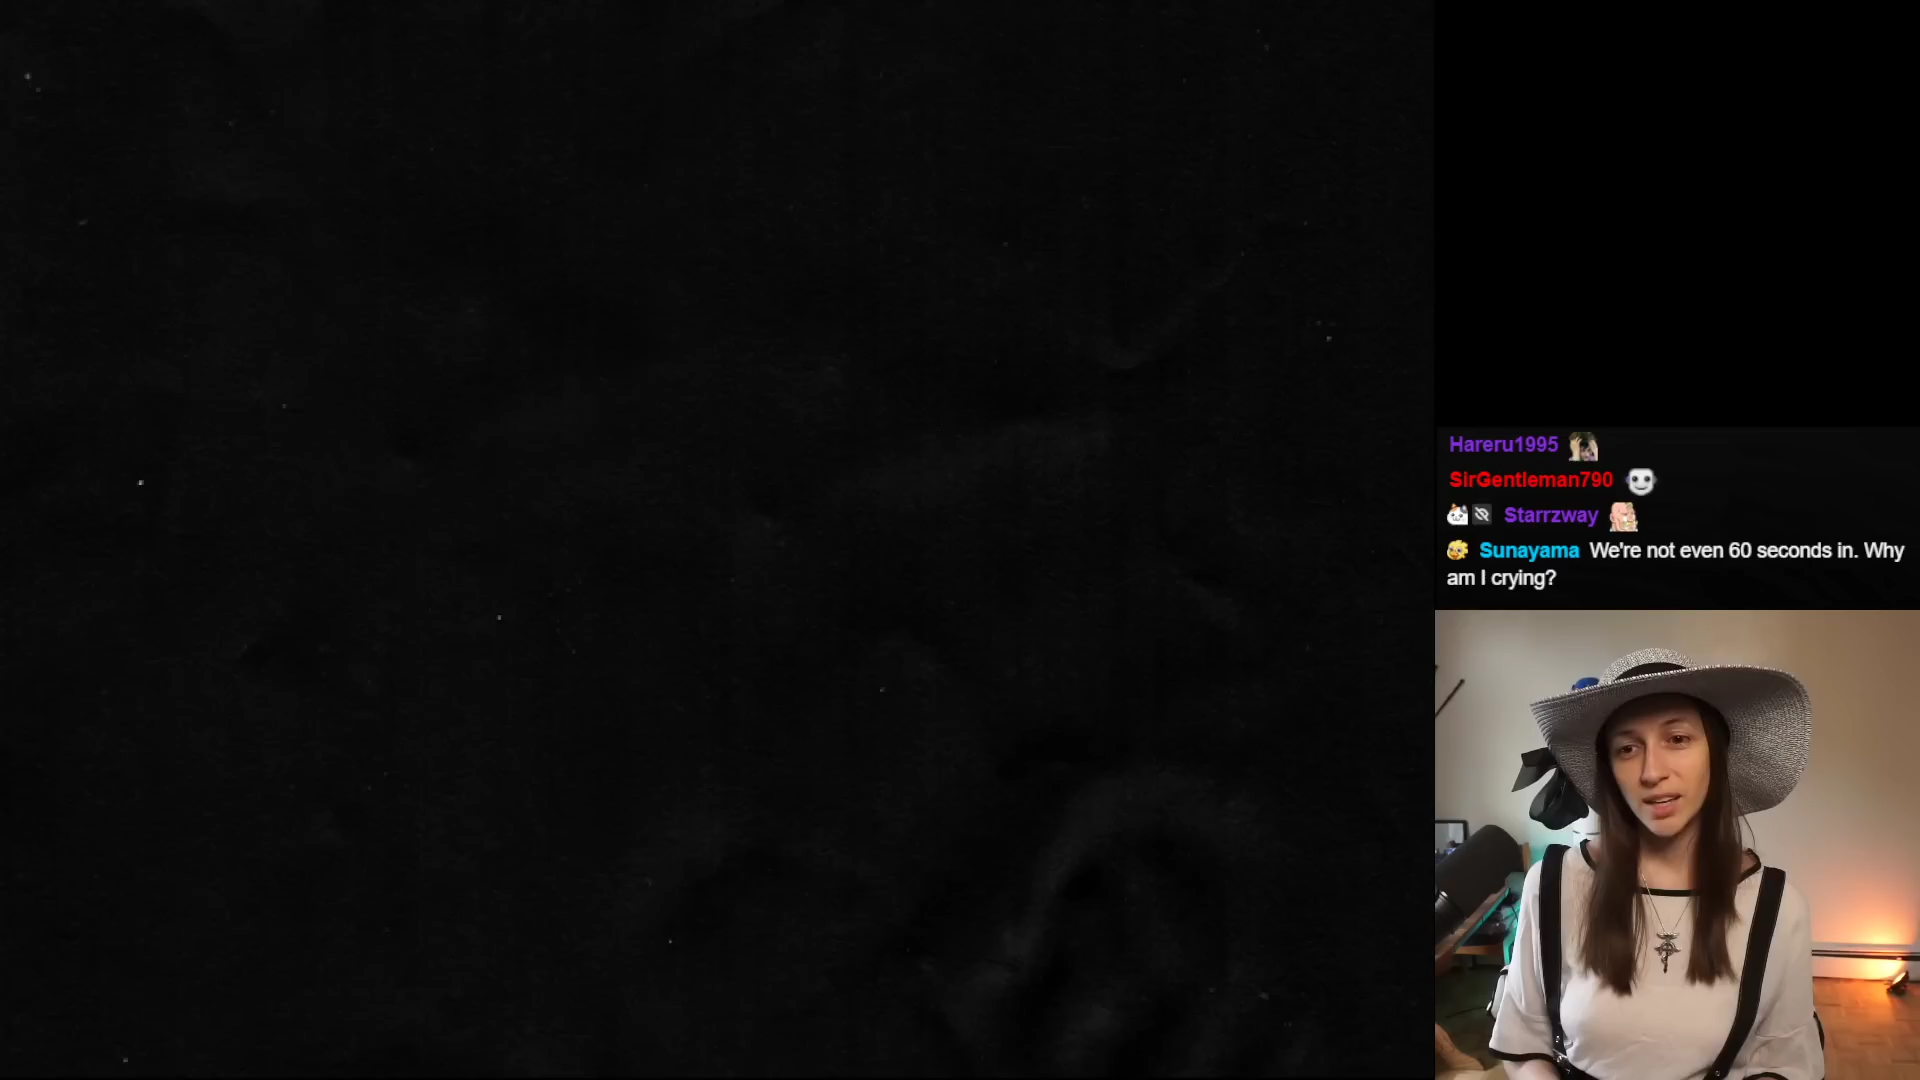 Hareru1995
SirGentleman790
Starrzway
Sunayama We're not even 60 seconds in. Why
am I crying?